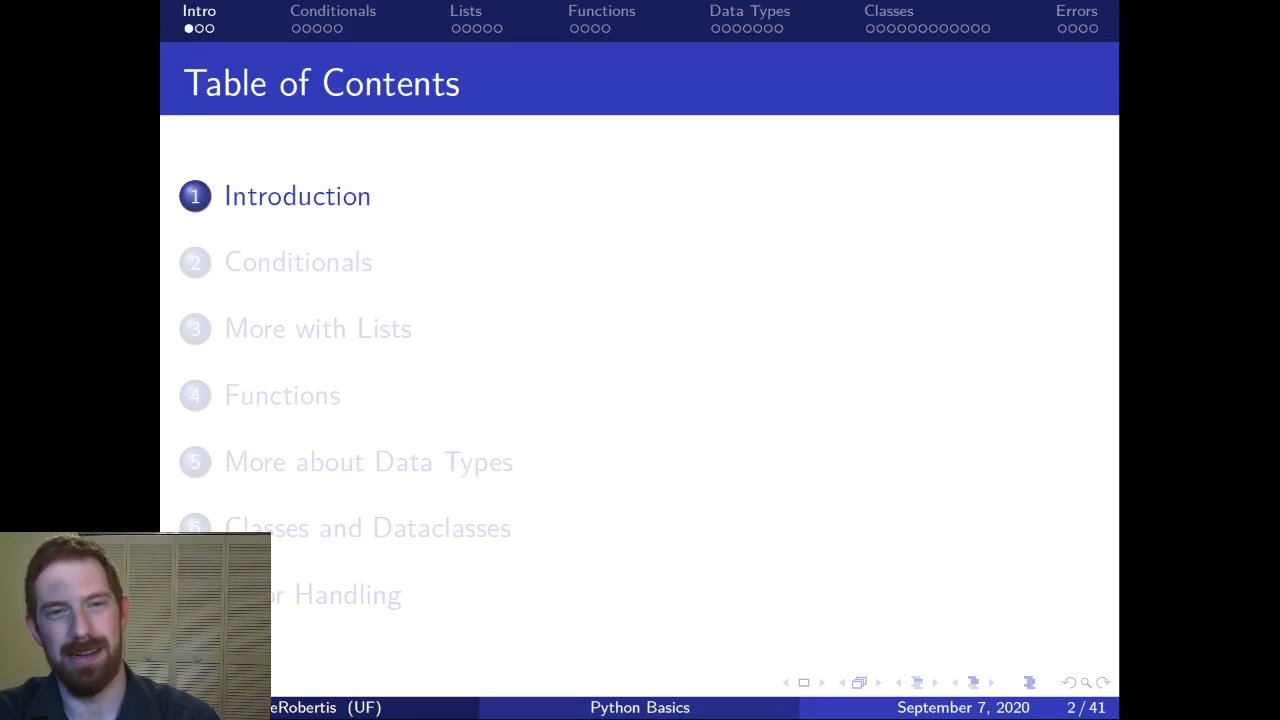 Intro Conditionals Lists Functions Data Types Classes Errors
Table of Contents
1 Introduction
2 Conditionals
3 More with Lists
4 Functions
5 More about Data Types
6 Classes and Dataclasses
or Handling
eRobertis (UF) Python Basics September 7, 2020 2 / 41